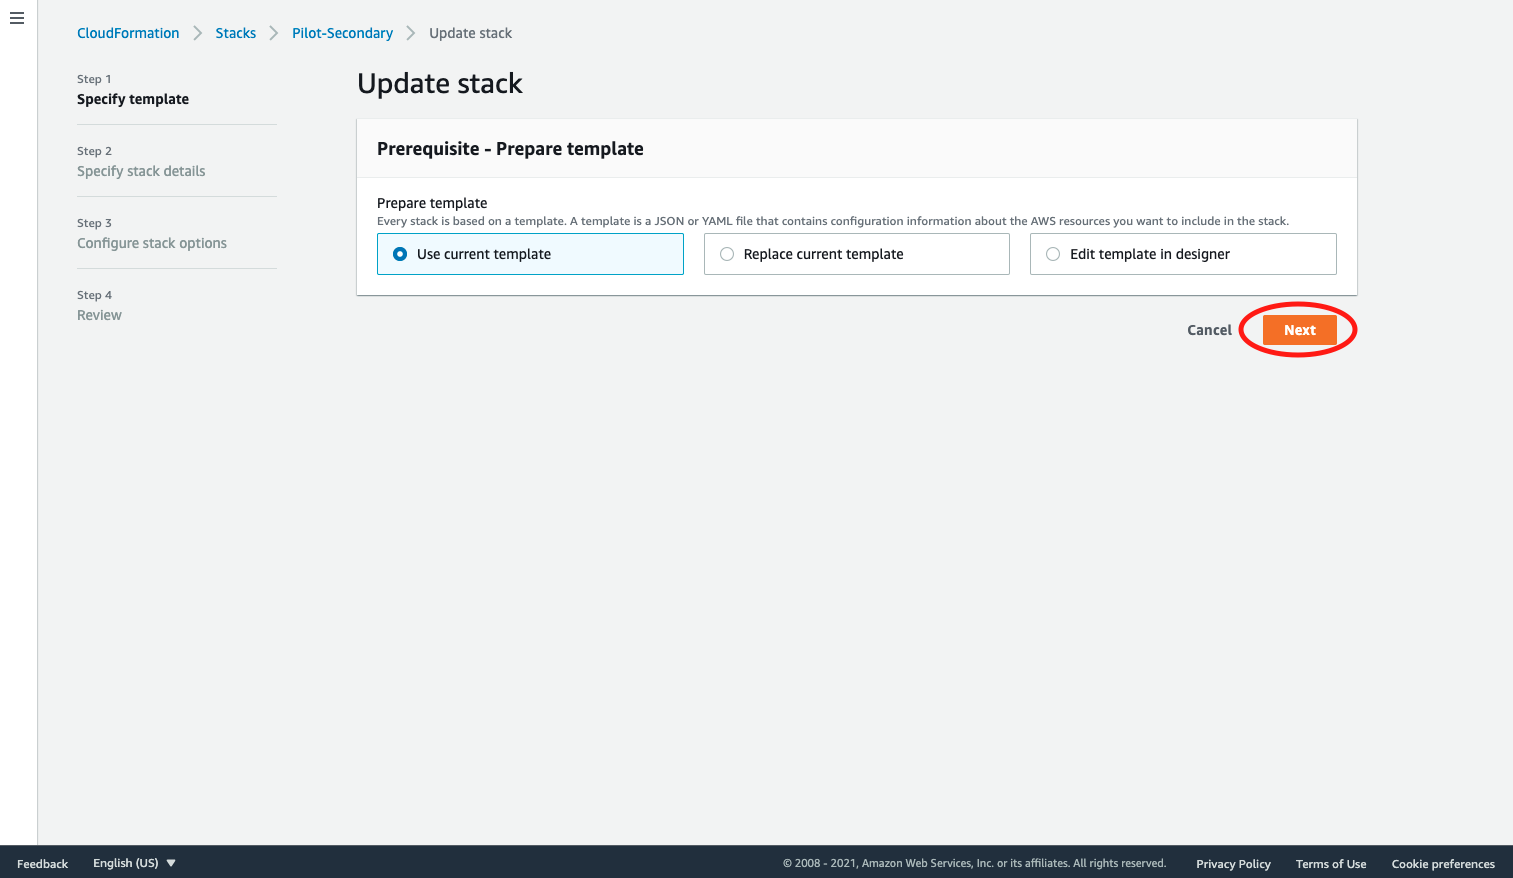 CloudFormation > Stacks > Pilot-Secondary > Update stack
Step 1
Specify template
Step 2
Specify stack details
Step 3
Configure stack options
Step 4
Review
Update stack
Prerequisite - Prepare template
Prepare template
Every stack is based on a template. A template is a JSON or YAML file that contains configuration information about the AWS resources you want to include in the stack.
Use current template
Replace current template
Edit template in designer
Cancel
Next
Feedback
English (US)
© 2008 - 2021, Amazon Web Services, Inc. or its affiliates. All rights reserved.
Privacy Policy
Terms of Use
Cookie preferences